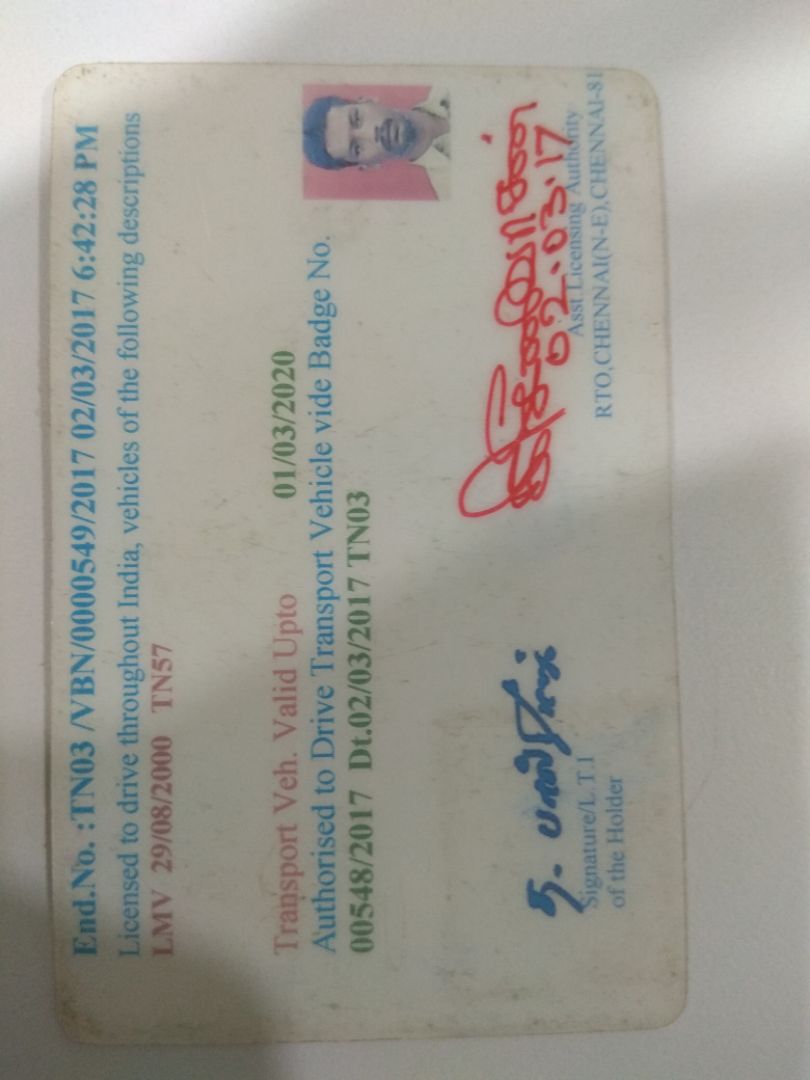 End.No. :TN03 /VBN/0000549/2017 02/03/2017 6:42:28 PM
Licensed to drive throughout India, vehicles of the following descriptions
LMV 29/08/2000 TN57
Transport Veh. Valid Upto 01/03/2020
Authorised to Drive Transport Vehicle vide Badge No.
00548/2017 Dt.02/03/2017 TN03
02.03.17
Signature/L.T.I
of the Holder
Asst Licensing Authority
RTO,CHENNAI(N-E),CHENNAI-81